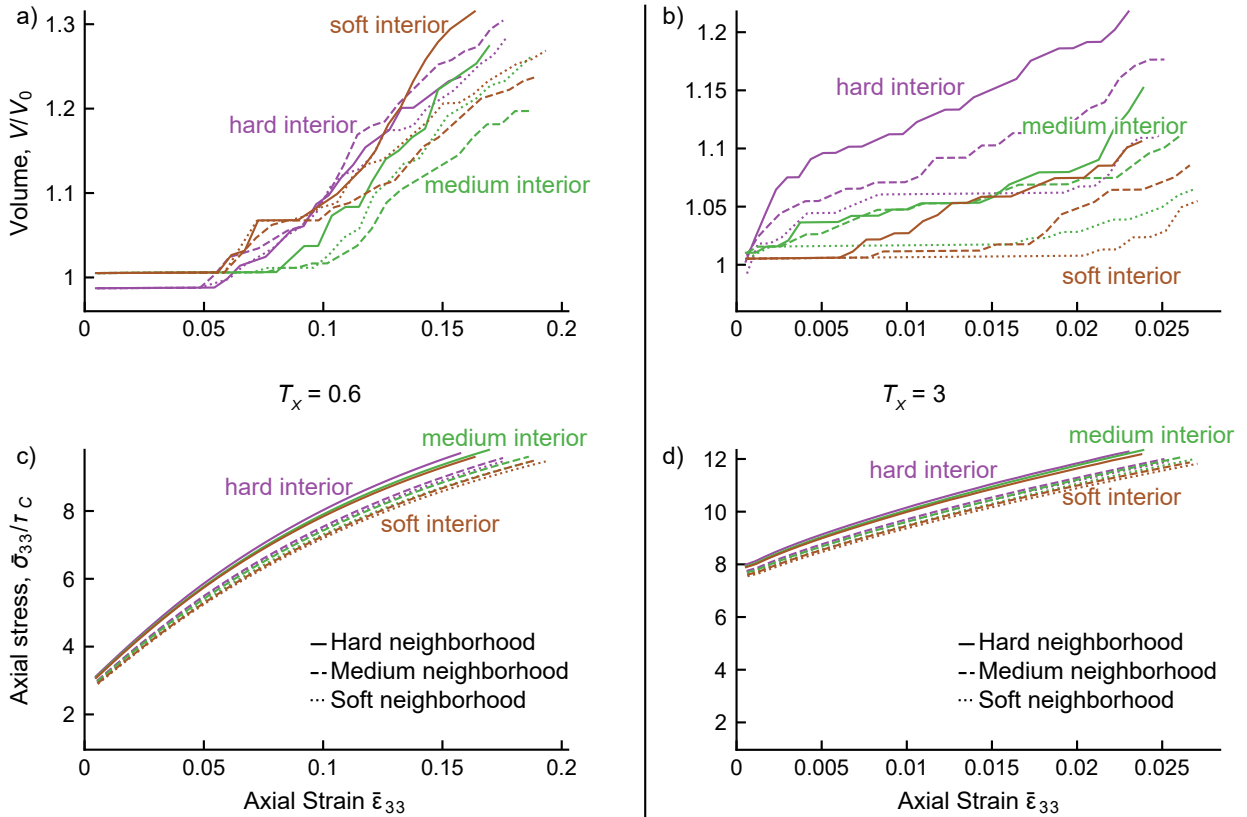 a)
b)
1.3
1.2
1.1
1
Volume, V/V0
soft interior
hard interior
medium interior
0 0.05 0.1 0.15 0.2
1.2
1.15
1.1
1.05
1
hard interior
medium interior
soft interior
0 0.005 0.01 0.015 0.02 0.025
Tx = 0.6
Tx = 3
c)
d)
8
6
4
2
Axial stress, σ̄33/τ C
medium interior
hard interior
soft interior
Hard neighborhood
Medium neighborhood
Soft neighborhood
0 0.05 0.1 0.15 0.2
Axial Strain ε̄33
12
10
8
6
4
2
medium interior
hard interior
soft interior
Hard neighborhood
Medium neighborhood
Soft neighborhood
0 0.005 0.01 0.015 0.02 0.025
Axial Strain ε̄33